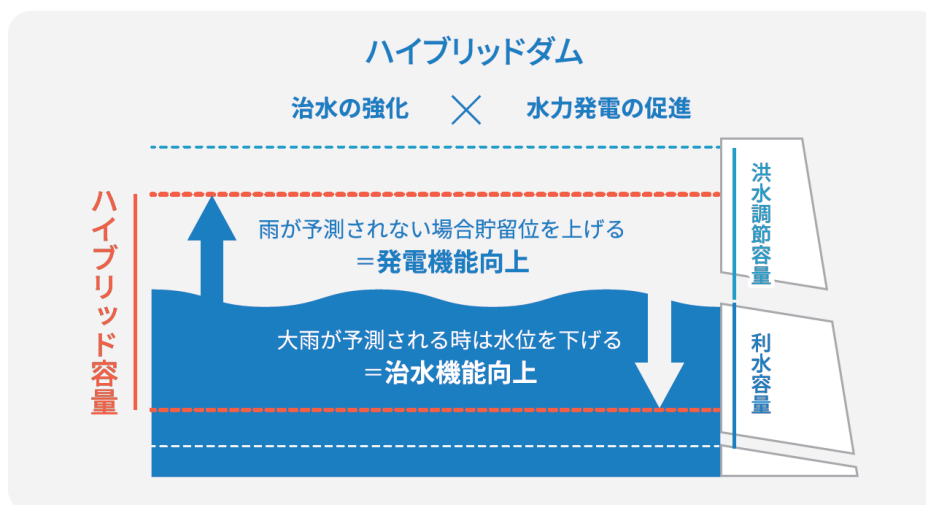 ハイブリッドダム
治水の強化 × 水力発電の促進
ハイブリッド容量
雨が予測されない場合貯留位を上げる
＝発電機能向上
大雨が予測される時は水位を下げる
＝治水機能向上
洪水調節容量
利水容量